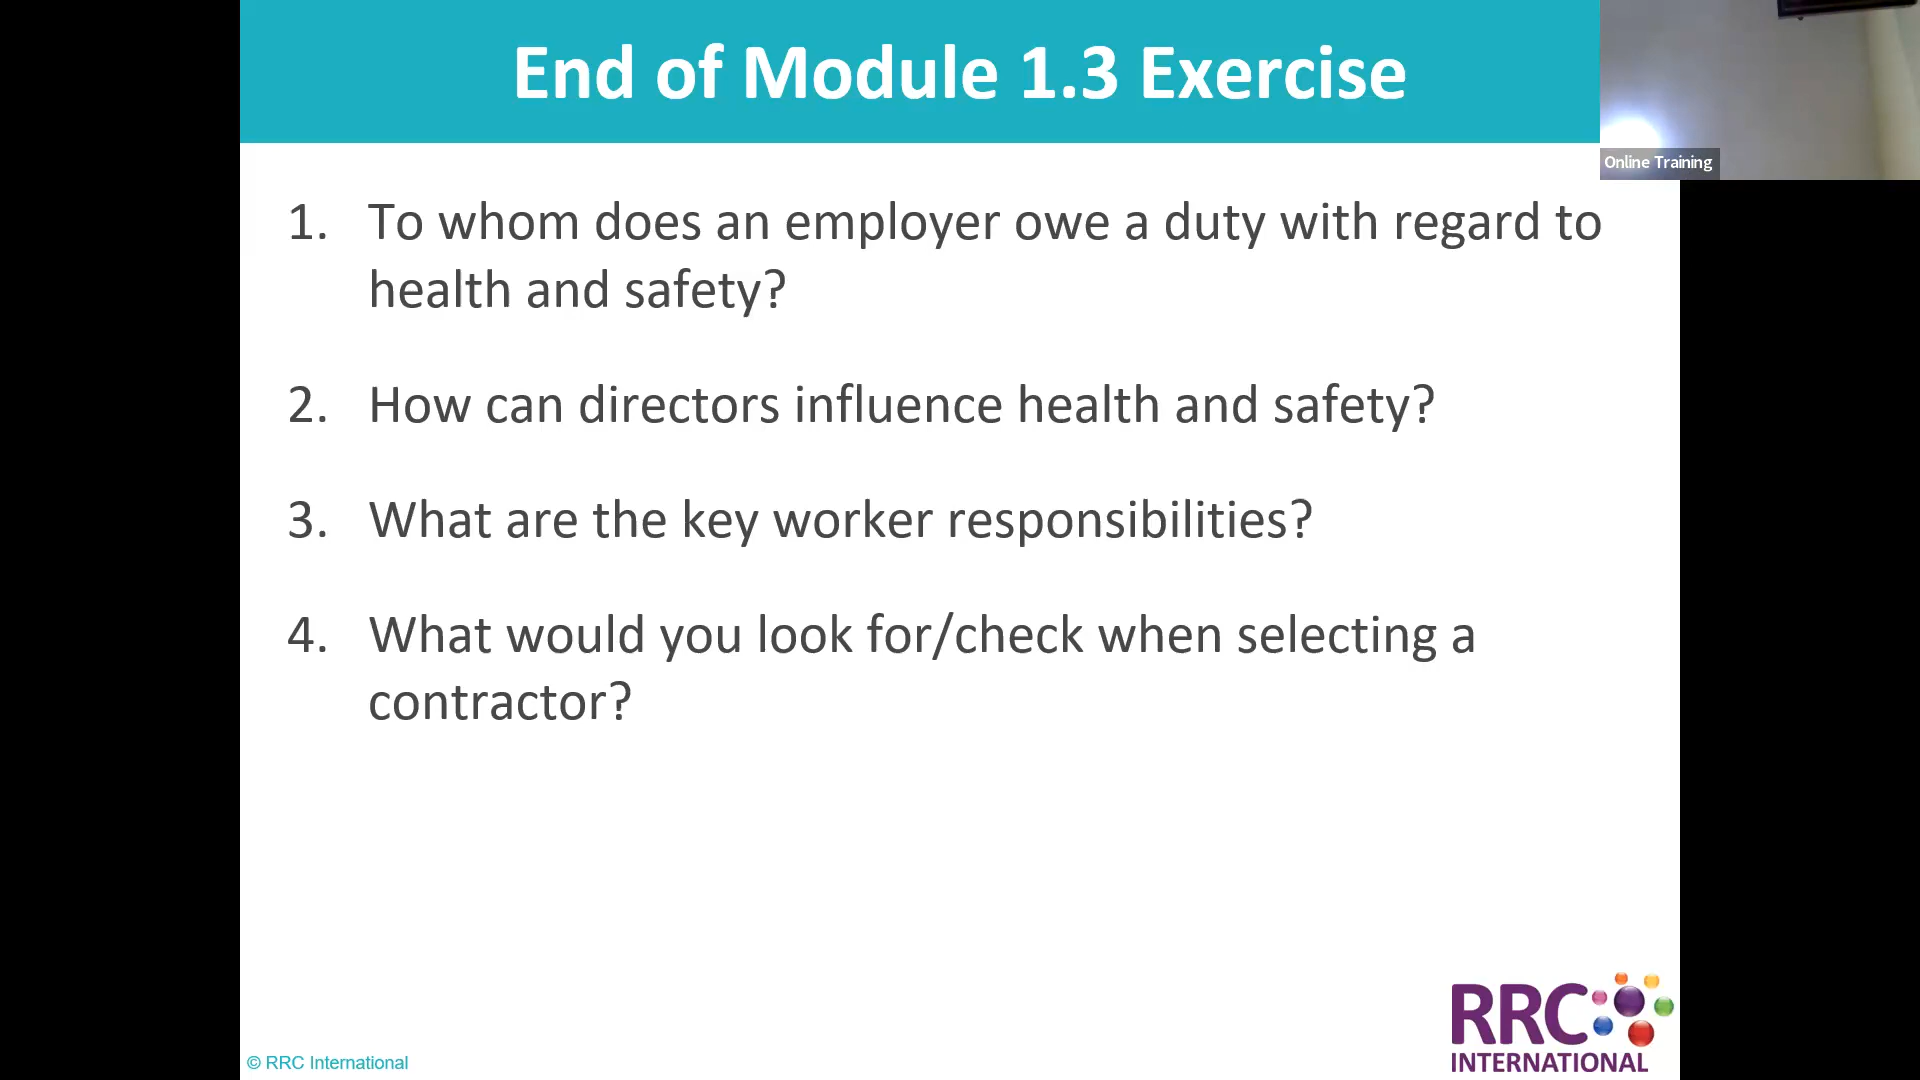 End of Module 1.3 Exercise
Online Training
1. To whom does an employer owe a duty with regard to
health and safety?
2. How can directors influence health and safety?
3. What are the key worker responsibilities?
4. What would you look for/check when selecting a
contractor?
RRC
INTERNATIONAL
© RRC International